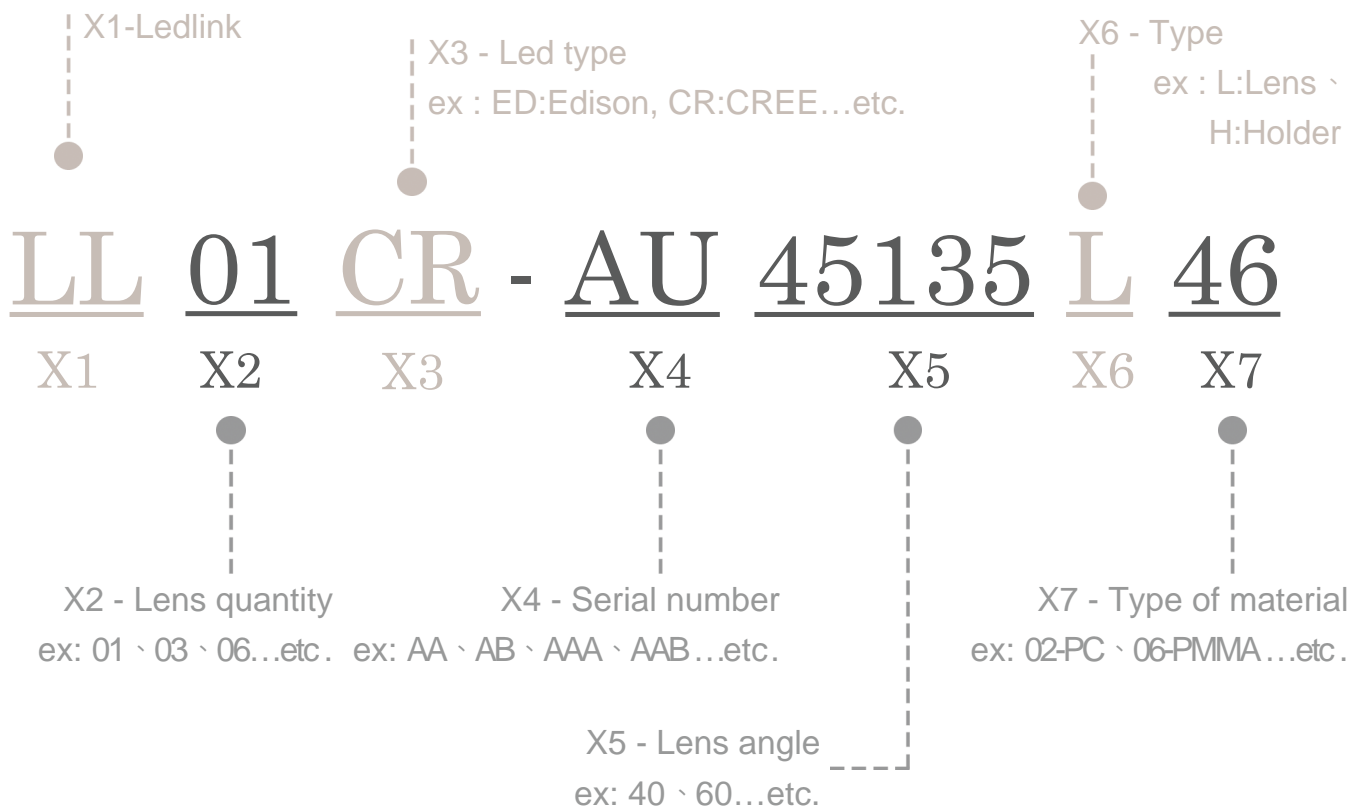 X1-Ledlink
X3 - Led type
ex : ED:Edison, CR:CREE…etc.
X6 - Type
ex : L:Lens、
H:Holder
LL 01 CR - AU 45135 L 46
X1 X2 X3 X4 X5 X6 X7
X2 - Lens quantity
ex: 01、03、06…etc.
X4 - Serial number
ex: AA、AB、AAA、AAB…etc.
X7 - Type of material
ex: 02-PC、06-PMMA…etc.
X5 - Lens angle
ex: 40、60…etc.